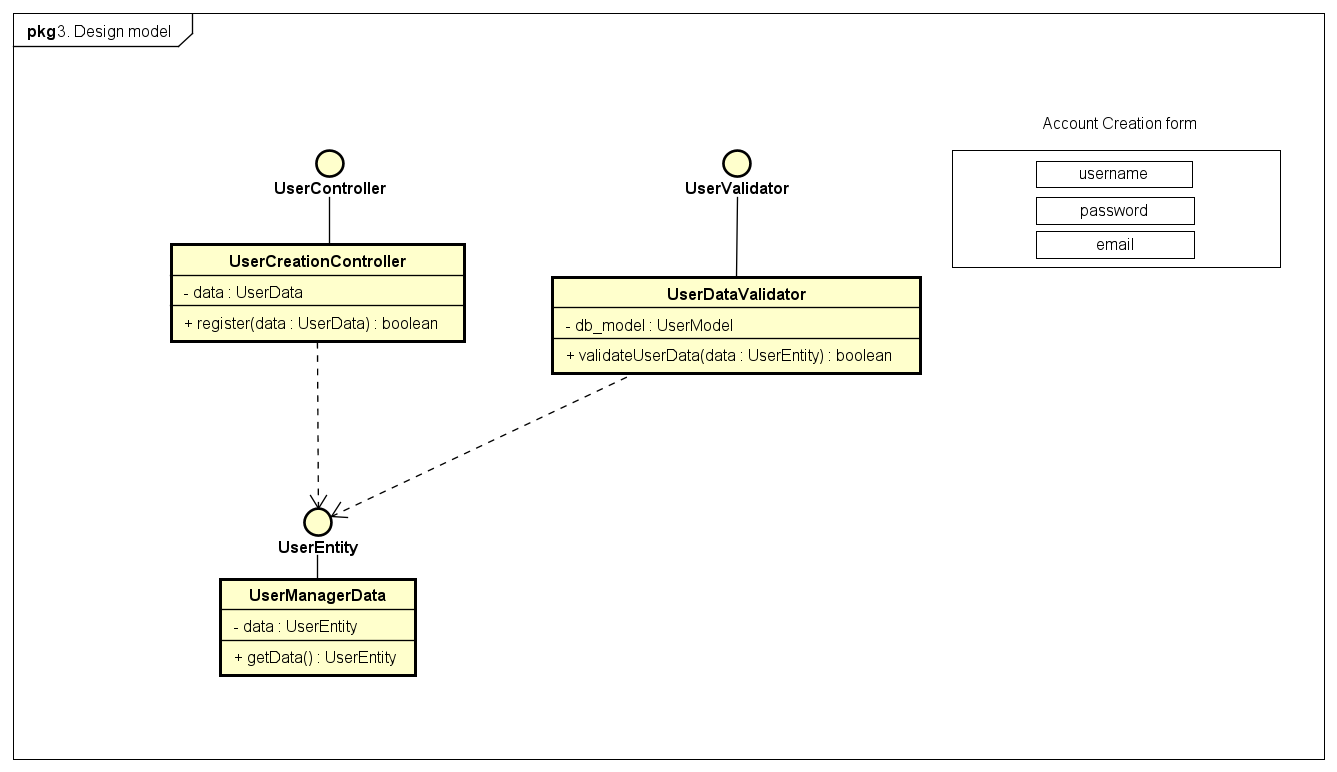 pkg 3. Design model
Account Creation form
username
password
email
UserController
UserCreationController
- data : UserData
+ register(data : UserData) : boolean
UserValidator
UserDataValidator
- db_model : UserModel
+ validateUserData(data : UserEntity) : boolean
UserEntity
UserManagerData
- data : UserEntity
+ getData() : UserEntity